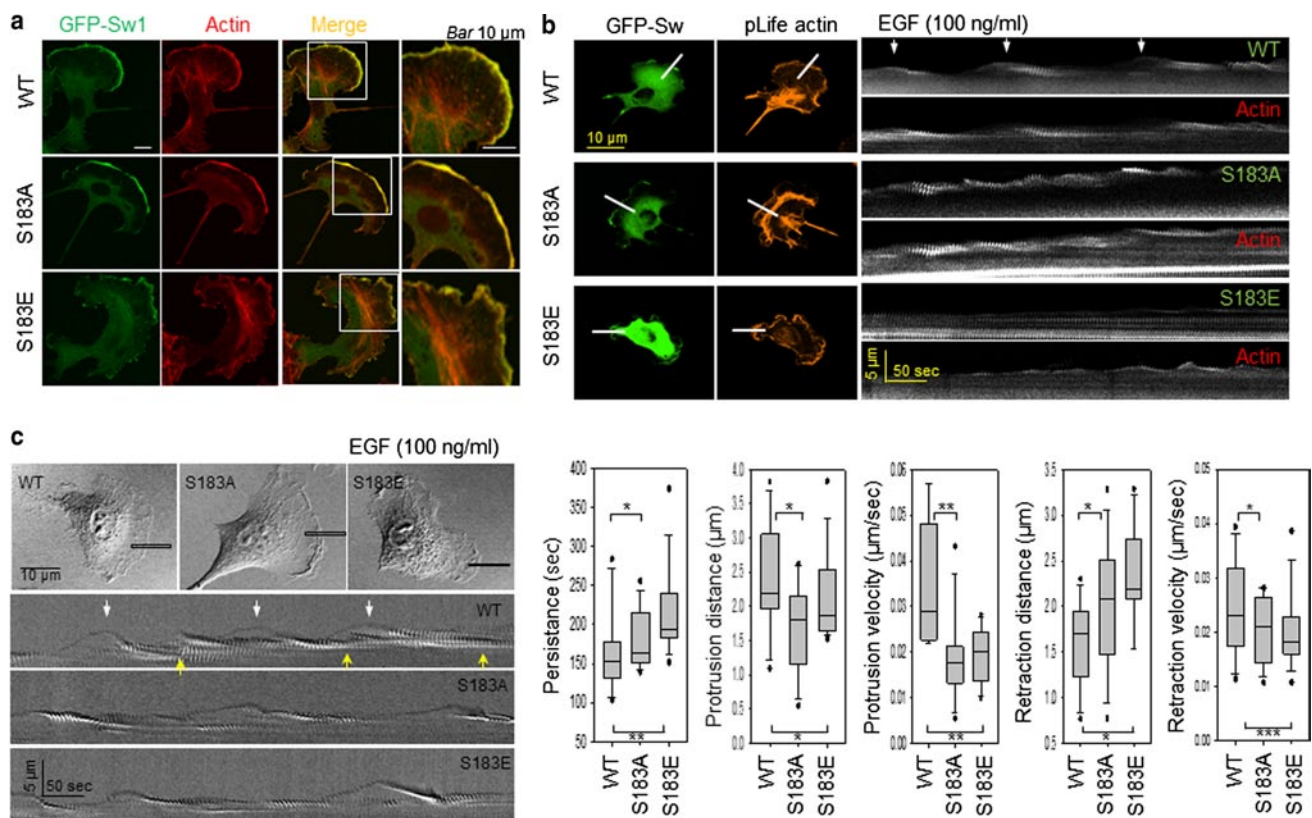 a
GFP-Sw1 Actin Merge Bar 10 µm
WT
S183A
S183E
b
GFP-Sw pLife actin EGF (100 ng/ml)
WT
10 µm
S183A
S183E
WT
Actin
S183A
Actin
S183E
Actin
5 µm
50 sec
c
EGF (100 ng/ml)
WT S183A S183E
10 µm
WT
S183A
S183E
5 µm
50 sec
Persistance (sec)
400
350
300
250
200
150
100
50
*
**
WT S183A S183E
Protrusion distance (µm)
4.0
3.5
3.0
2.5
2.0
1.5
1.0
0.5
0.0
*
*
WT S183A S183E
Protrusion velocity (µm/sec)
0.06
0.05
0.04
0.03
0.02
0.01
0.00
**
**
WT S183A S183E
Retraction distance (µm)
3.5
3.0
2.5
2.0
1.5
1.0
0.5
*
*
WT S183A S183E
Retraction velocity (µm/sec)
0.05
0.04
0.03
0.02
0.01
0.00
*
***
WT S183A S183E